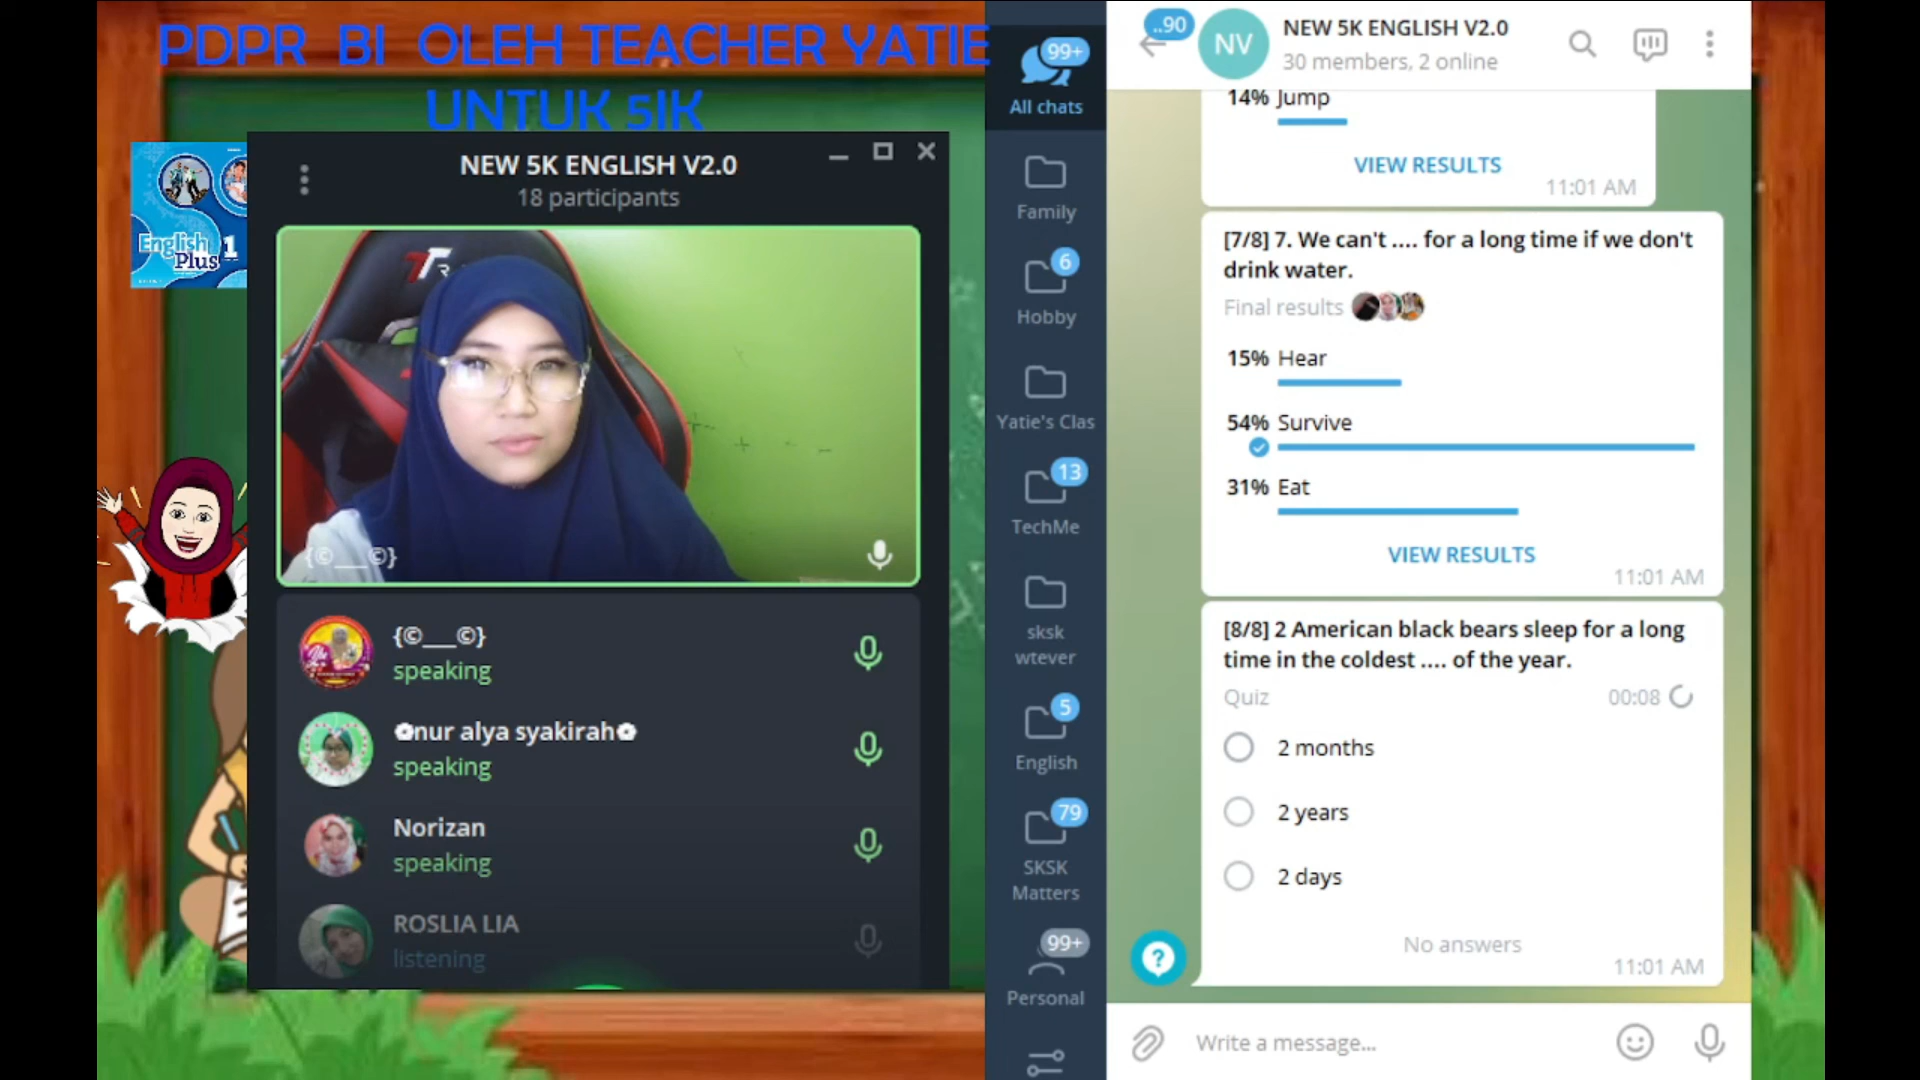 PDPR BI OLEH TEACHER YATIE
UNTUK 5IK
English
Plus 1
NEW 5K ENGLISH V2.0
18 participants
{©___©}
{©___©}
speaking
✿nur alya syakirah✿
speaking
Norizan
speaking
ROSLIA LIA
listening
99+
All chats
Family
6
Hobby
Yatie's Clas
13
TechMe
sksk
wtever
5
English
79
SKSK
Matters
99+
Personal
..90
NV
NEW 5K ENGLISH V2.0
30 members, 2 online
14% Jump
VIEW RESULTS
11:01 AM
[7/8] 7. We can't .... for a long time if we don't
drink water.
Final results
15% Hear
54% Survive
31% Eat
VIEW RESULTS
11:01 AM
[8/8] 2 American black bears sleep for a long
time in the coldest .... of the year.
Quiz
00:08
2 months
2 years
2 days
No answers
11:01 AM
?
Write a message...